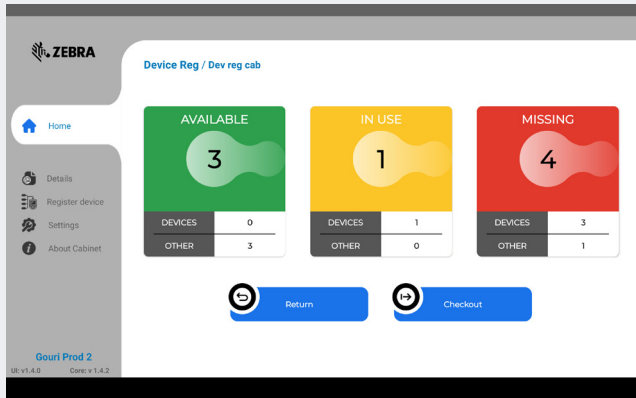 ZEBRA
Device Reg / Dev reg cab
Home
Details
Register device
Settings
About Cabinet
AVAILABLE
3
DEVICES 0
OTHER 3
IN USE
1
DEVICES 1
OTHER 0
MISSING
4
DEVICES 3
OTHER 1
Return
Checkout
Gouri Prod 2
UI: v1.4.0 Core: v 1.4.2